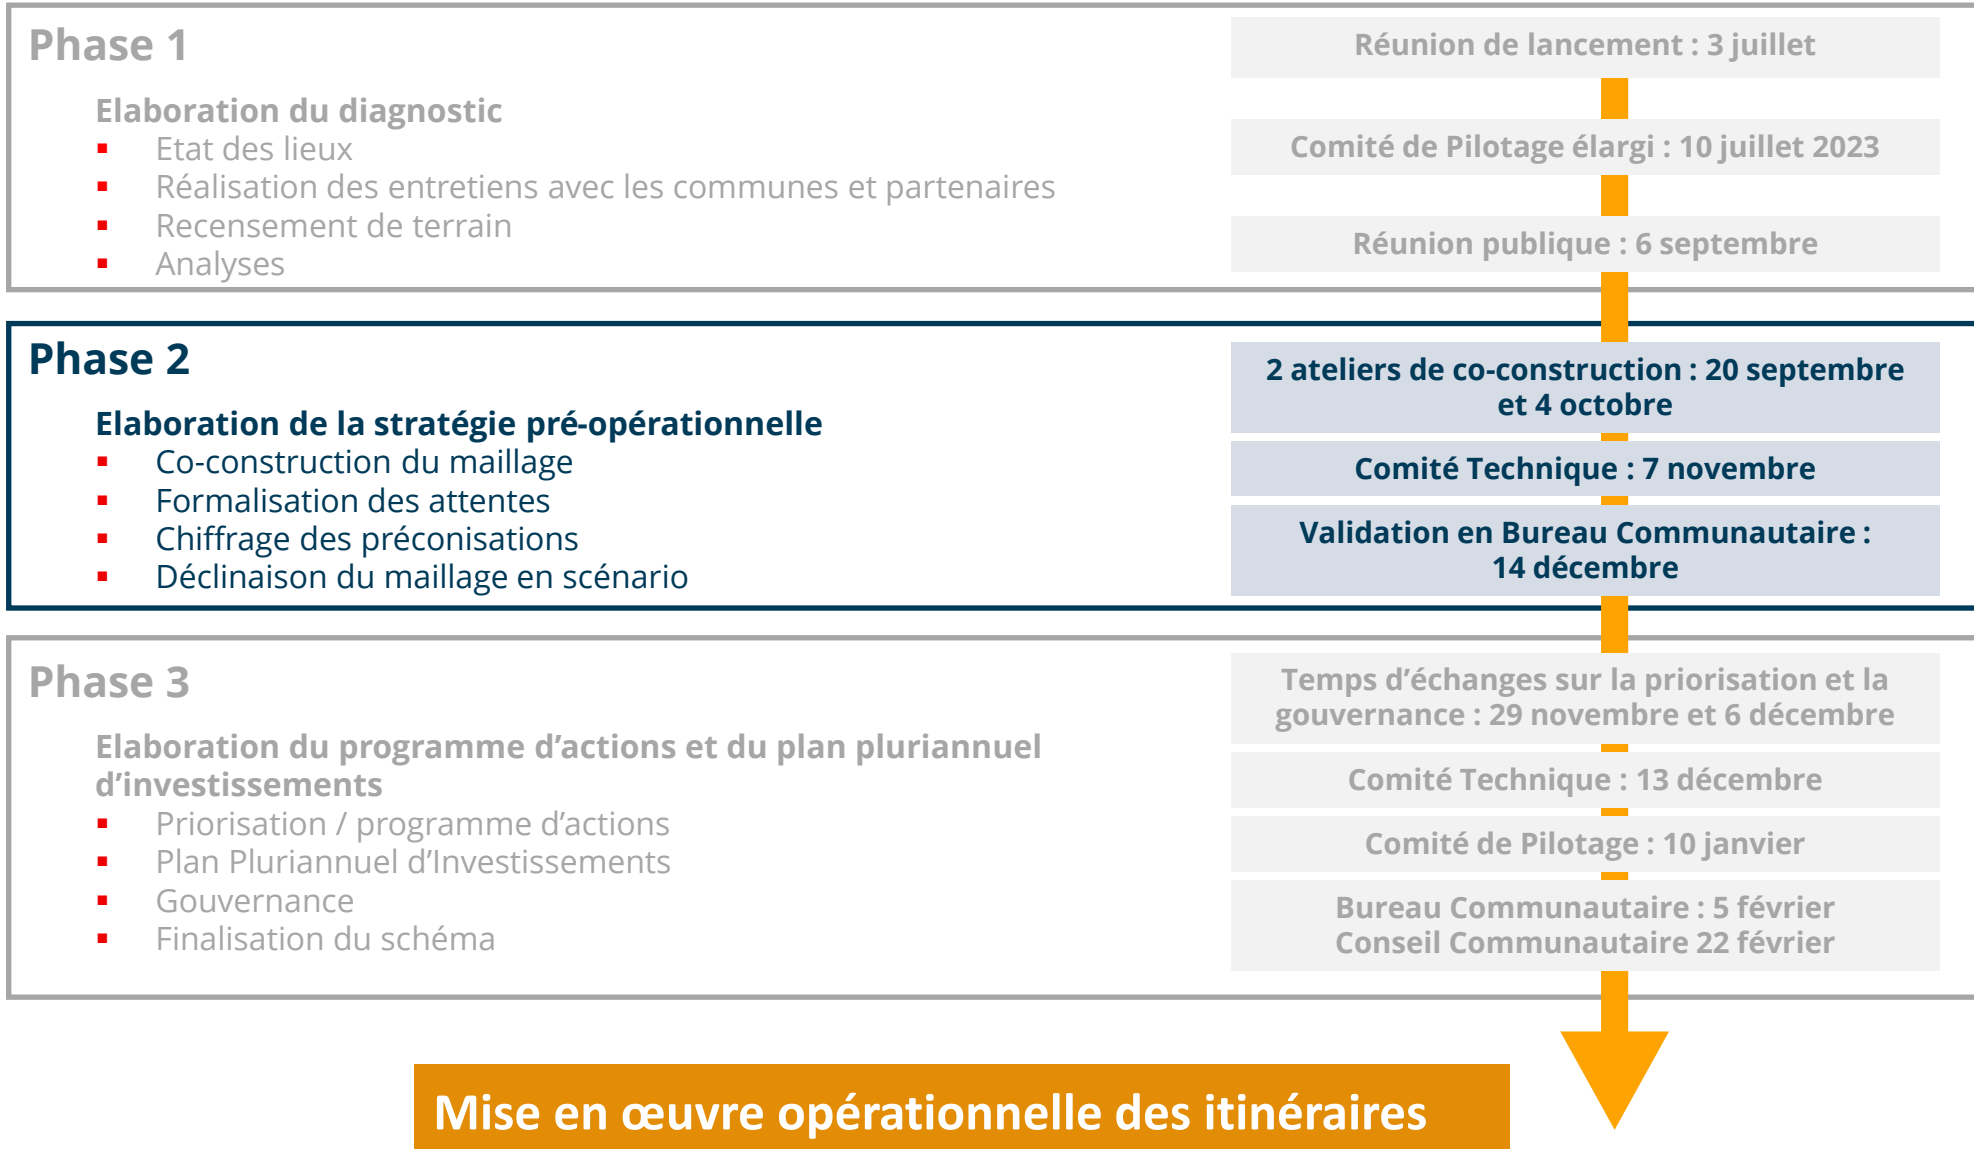 Phase 1
Elaboration du diagnostic
▪ Etat des lieux
▪ Réalisation des entretiens avec les communes et partenaires
▪ Recensement de terrain
▪ Analyses
Réunion de lancement : 3 juillet
Comité de Pilotage élargi : 10 juillet 2023
Réunion publique : 6 septembre
Phase 2
Elaboration de la stratégie pré-opérationnelle
▪ Co-construction du maillage
▪ Formalisation des attentes
▪ Chiffrage des préconisations
▪ Déclinaison du maillage en scénario
2 ateliers de co-construction : 20 septembre
et 4 octobre
Comité Technique : 7 novembre
Validation en Bureau Communautaire :
14 décembre
Phase 3
Elaboration du programme d’actions et du plan pluriannuel
d’investissements
▪ Priorisation / programme d’actions
▪ Plan Pluriannuel d’Investissements
▪ Gouvernance
▪ Finalisation du schéma
Temps d’échanges sur la priorisation et la
gouvernance : 29 novembre et 6 décembre
Comité Technique : 13 décembre
Comité de Pilotage : 10 janvier
Bureau Communautaire : 5 février
Conseil Communautaire 22 février
Mise en œuvre opérationnelle des itinéraires